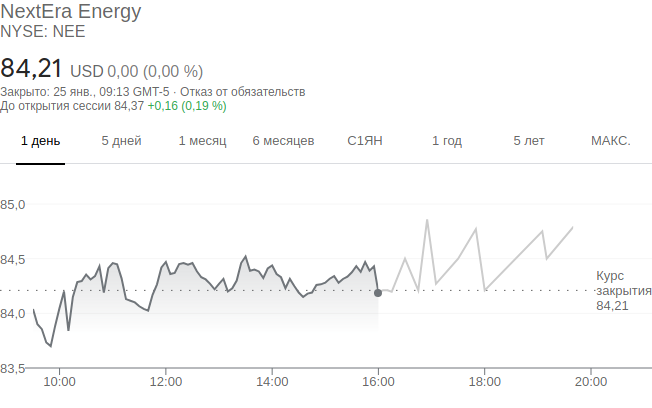 NextEra Energy
NYSE: NEE
84,21 USD 0,00 (0,00 %)
Закрыто: 25 янв., 09:13 GMT-5 · Отказ от обязательств
До открытия сессии 84,37 +0,16 (0,19 %)
1 день 5 дней 1 месяц 6 месяцев С1ЯН 1 год 5 лет МАКС.
85,0
84,5
Курс
закрытия
84,21
84,0
83,5
10:00 12:00 14:00 16:00 18:00 20:00